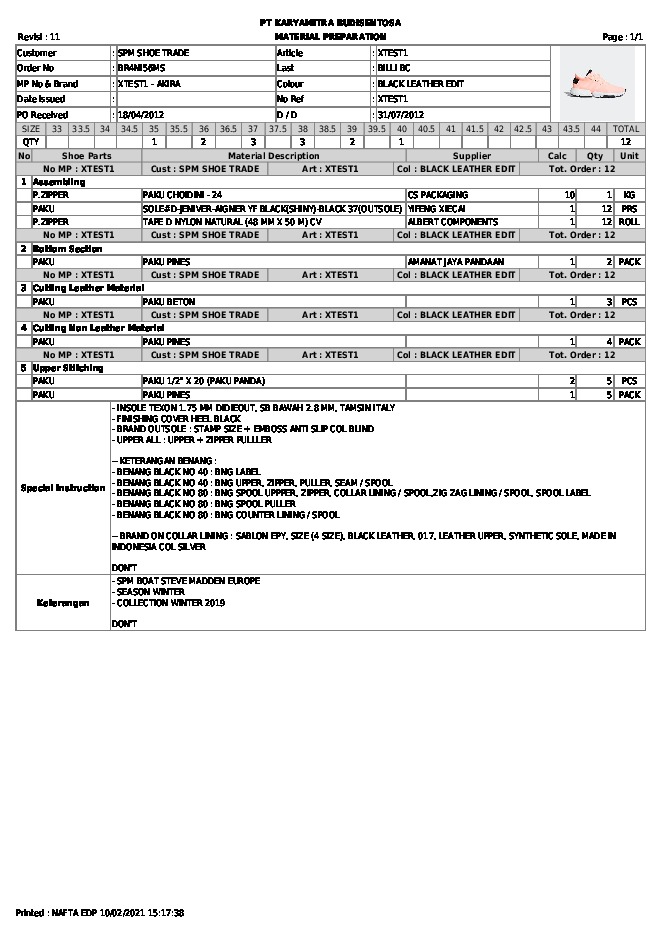 PT KARYAMITRA BUDISENTOSA
Revisi : 11 MATERIAL PREPARATION Page : 1/1
Customer : SPM SHOE TRADE Article : XTEST1
Order No : BR4NI56MS Last : BILLI BC
MP No & Brand : XTEST1 - AKIRA Colour : BLACK LEATHER EDIT
Date Issued : No Ref : XTEST1
PO Received : 18/04/2012 D / D : 31/07/2012
SIZE 33 33.5 34 34.5 35 35.5 36 36.5 37 37.5 38 38.5 39 39.5 40 40.5 41 41.5 42 42.5 43 43.5 44 TOTAL
QTY 1 2 3 3 2 1 12
No Shoe Parts Material Description Supplier Calc Qty Unit
No MP : XTEST1 Cust : SPM SHOE TRADE Art : XTEST1 Col : BLACK LEATHER EDIT Tot. Order : 12
1 Assembling
P.ZIPPER PAKU CHOIDINI - 24 CS PACKAGING 10 1 KG
PAKU SOLE#D-JENIVER-AIGNER YF BLACK(SHINY)-BLACK 37(OUTSOLE) YIFENG XIECAI 1 12 PRS
P.ZIPPER TAPE D NYLON NATURAL (48 MM X 50 M) CV ALBERT COMPONENTS 1 12 ROLL
No MP : XTEST1 Cust : SPM SHOE TRADE Art : XTEST1 Col : BLACK LEATHER EDIT Tot. Order : 12
2 Bottom Section
PAKU PAKU PINES AMANAT JAYA PANDAAN 1 2 PACK
No MP : XTEST1 Cust : SPM SHOE TRADE Art : XTEST1 Col : BLACK LEATHER EDIT Tot. Order : 12
3 Cutting Leather Material
PAKU PAKU BETON 1 3 PCS
No MP : XTEST1 Cust : SPM SHOE TRADE Art : XTEST1 Col : BLACK LEATHER EDIT Tot. Order : 12
4 Cutting Non Leather Material
PAKU PAKU PINES 1 4 PACK
No MP : XTEST1 Cust : SPM SHOE TRADE Art : XTEST1 Col : BLACK LEATHER EDIT Tot. Order : 12
5 Upper Stitching
PAKU PAKU 1/2" X 20 (PAKU PANDA) 2 5 PCS
PAKU PAKU PINES 1 5 PACK
Special Instruction
- INSOLE TEXON 1.75 MM DIDIEOUT, SB BAWAH 2.8 MM, TAMSIN ITALY
- FINISHING COVER HEEL BLACK
- BRAND OUTSOLE : STAMP SIZE + EMBOSS ANTI SLIP COL BLIND
- UPPER ALL : UPPER + ZIPPER PULLLER
-- KETERANGAN BENANG :
- BENANG BLACK NO 40 : BNG LABEL
- BENANG BLACK NO 40 : BNG UPPER, ZIPPER, PULLER, SEAM / SPOOL
- BENANG BLACK NO 80 : BNG SPOOL UPPPER, ZIPPER, COLLAR LINING / SPOOL,ZIG ZAG LINING / SPOOL, SPOOL LABEL
- BENANG BLACK NO 80 : BNG SPOOL PULLER
- BENANG BLACK NO 80 : BNG COUNTER LINING / SPOOL
-- BRAND ON COLLAR LINING : SABLON EPY, SIZE (4 SIZE), BLACK LEATHER, 017, LEATHER UPPER, SYNTHETIC SOLE, MADE IN
INDONESIA COL SILVER
DON'T
Keterangan
- SPM BOAT STEVE MADDEN EUROPE
- SEASON WINTER
- COLLECTION WINTER 2019
DON'T
Printed : NAFTA EDP 10/02/2021 15:17:38